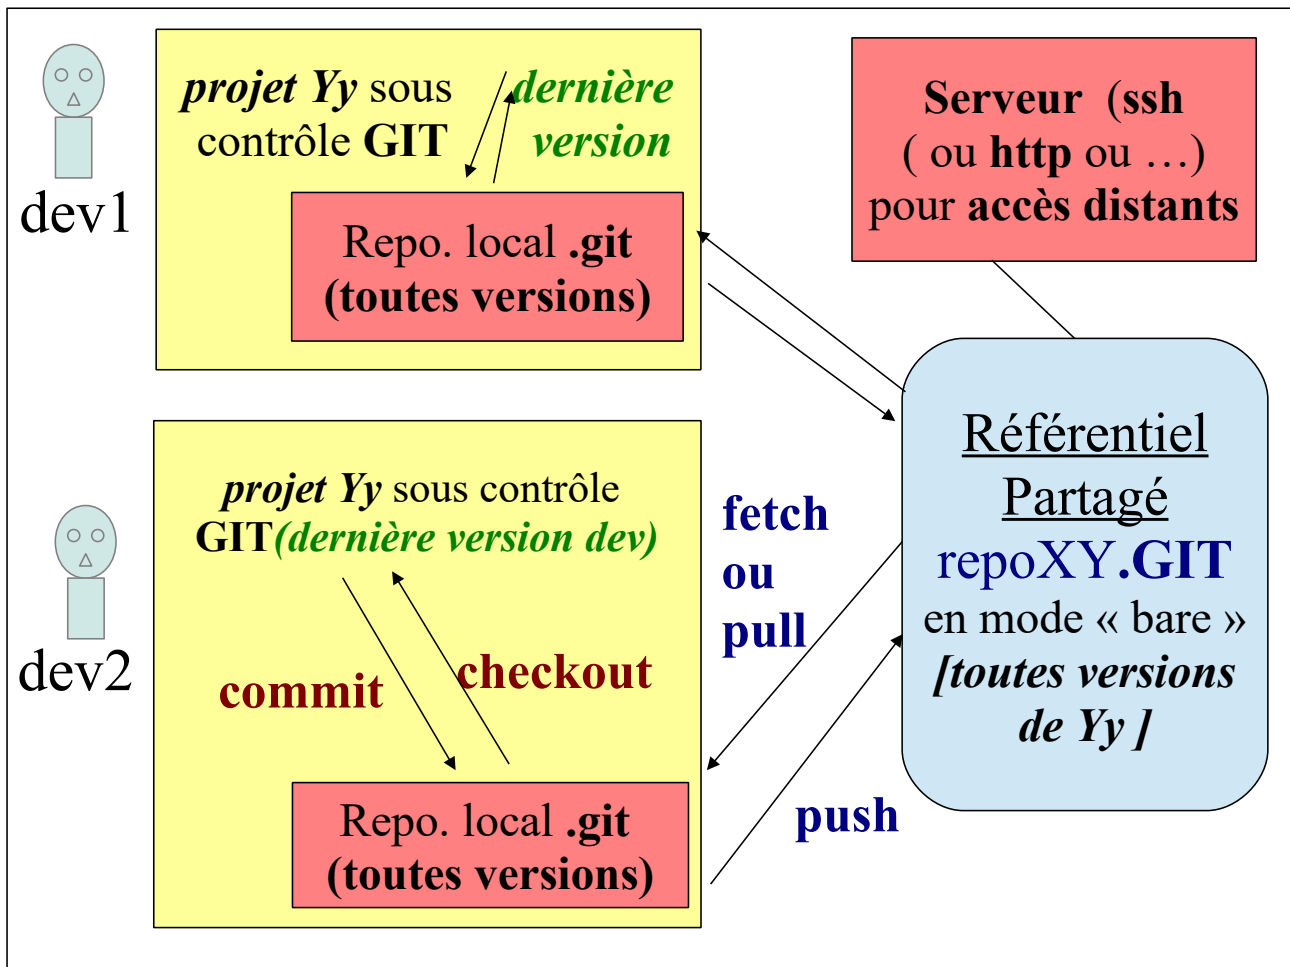 projet Yy sous
contrôle GIT
dernière
version
dev1
Repo. local .git
(toutes versions)
Serveur (ssh
( ou http ou …)
pour accès distants
projet Yy sous contrôle
GIT(dernière version dev)
dev2
commit
checkout
Repo. local .git
(toutes versions)
fetch
ou
pull
push
Référentiel
Partagé
repoXY.GIT
en mode « bare »
[toutes versions
de Yy ]